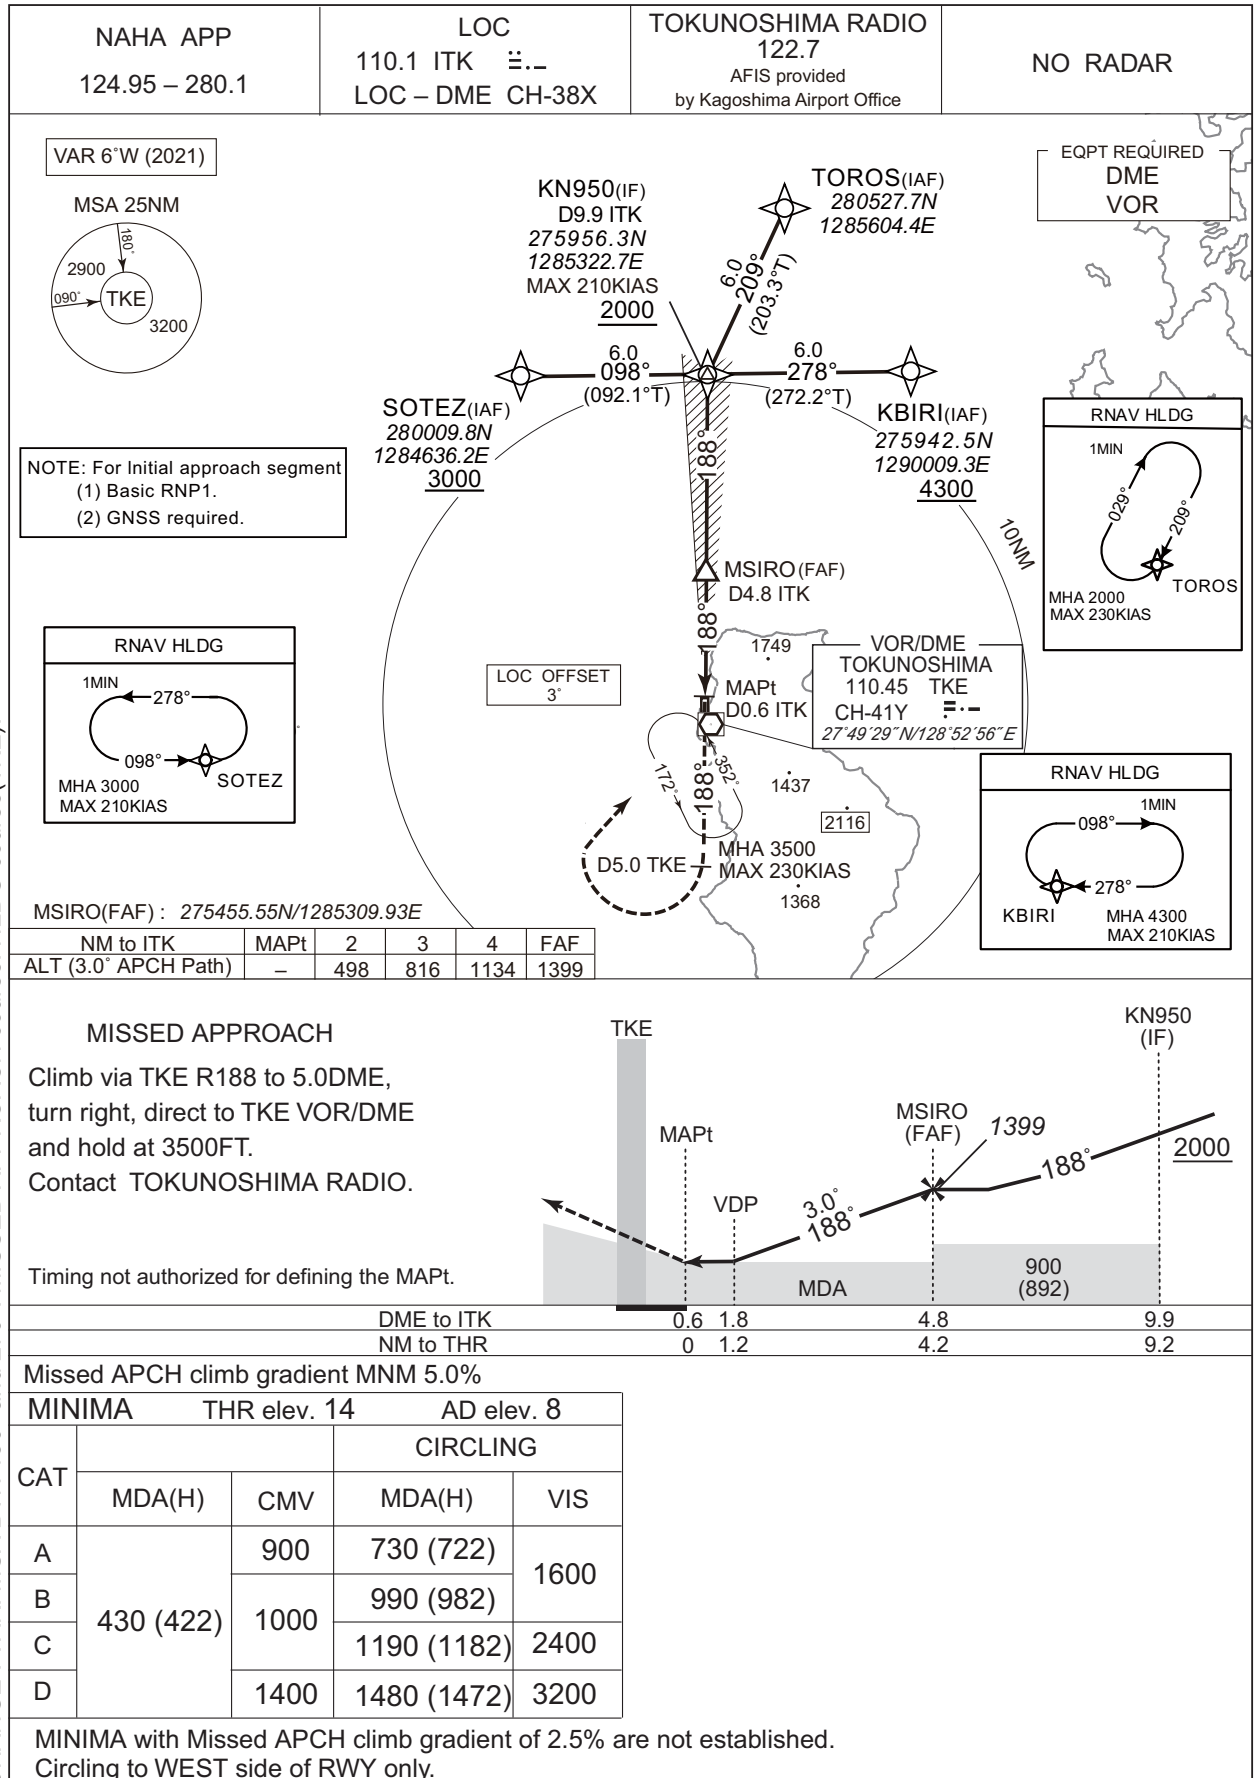 NAHA APP
124.95 – 280.1
LOC
110.1 ITK
LOC – DME CH-38X
TOKUNOSHIMA RADIO
122.7
AFIS provided
by Kagoshima Airport Office
NO RADAR
VAR 6˚W (2021)
MSA 25NM
180˚
2900
090˚
TKE
3200
KN950(IF)
D9.9 ITK
275956.3N
1285322.7E
MAX 210KIAS
2000
TOROS(IAF)
280527.7N
1285604.4E
EQPT REQUIRED
DME
VOR
6.0
209°
(203.3°T)
6.0
098°
(092.1°T)
6.0
278°
(272.2°T)
SOTEZ(IAF)
280009.8N
1284636.2E
3000
KBIRI(IAF)
275942.5N
1290009.3E
4300
NOTE: For Initial approach segment
(1) Basic RNP1.
(2) GNSS required.
188°
10NM
RNAV HLDG
1MIN
029°
209°
TOROS
MHA 2000
MAX 230KIAS
MSIRO(FAF)
D4.8 ITK
188°
RNAV HLDG
1MIN
278°
098°
SOTEZ
MHA 3000
MAX 210KIAS
LOC OFFSET
3˚
1749
MAPt
D0.6 ITK
VOR/DME
TOKUNOSHIMA
110.45 TKE
CH-41Y
27˚49´29˝N/128˚52´56˝E
172˚
188°
352˚
1437
2116
D5.0 TKE
MHA 3500
MAX 230KIAS
1368
RNAV HLDG
1MIN
098°
278°
KBIRI
MHA 4300
MAX 210KIAS
MSIRO(FAF) : 275455.55N/1285309.93E
NM to ITK MAPt 2 3 4 FAF
ALT (3.0˚ APCH Path) – 498 816 1134 1399
MISSED APPROACH
Climb via TKE R188 to 5.0DME,
turn right, direct to TKE VOR/DME
and hold at 3500FT.
Contact TOKUNOSHIMA RADIO.
Timing not authorized for defining the MAPt.
TKE
MAPt
VDP
3.0˚
188˚
MSIRO
(FAF)
1399
188˚
KN950
(IF)
2000
MDA
900
(892)
DME to ITK 0.6 1.8 4.8 9.9
NM to THR 0 1.2 4.2 9.2
Missed APCH climb gradient MNM 5.0%
MINIMA THR elev. 14 AD elev. 8
CAT
CIRCLING
MDA(H) CMV MDA(H) VIS
A 900 730 (722)
1600
B 990 (982)
430 (422) 1000
C 1190 (1182) 2400
D 1400 1480 (1472) 3200
MINIMA with Missed APCH climb gradient of 2.5% are not established.
Circling to WEST side of RWY only.